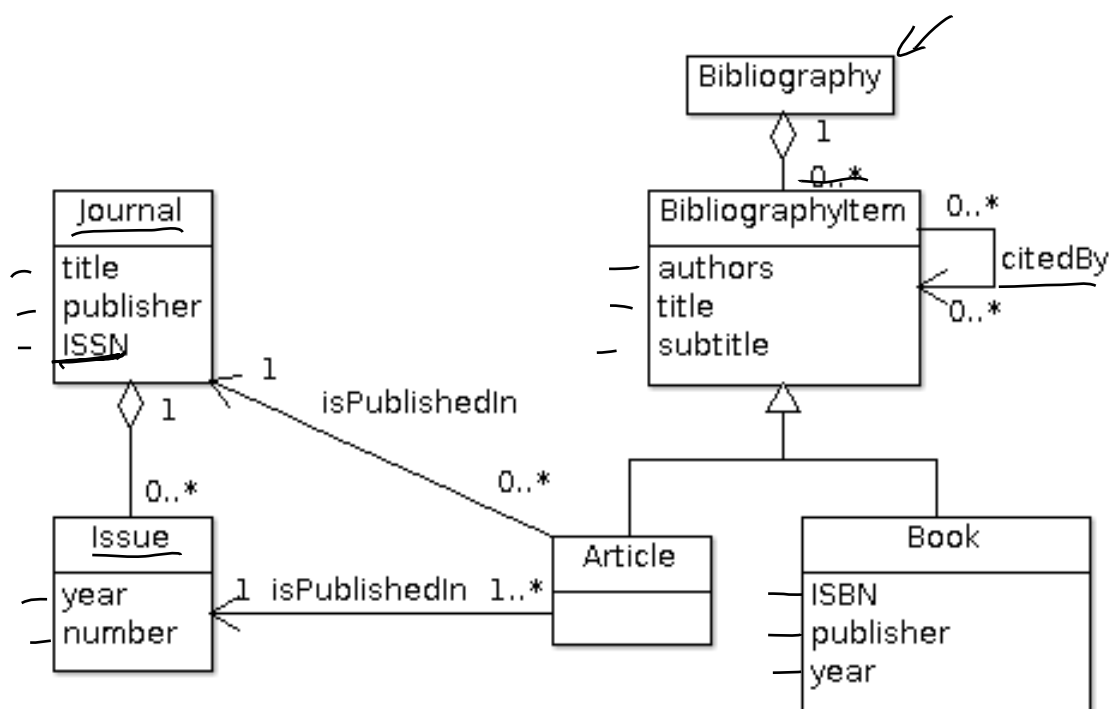 Bibliography
1
0..*
Journal
title
publisher
ISSN
BibliographyItem
authors
title
subtitle
0..*
citedBy
0..*
1
isPublishedIn
0..*
1
0..*
Issue
year
number
1 isPublishedIn 1..*
Article
Book
ISBN
publisher
year